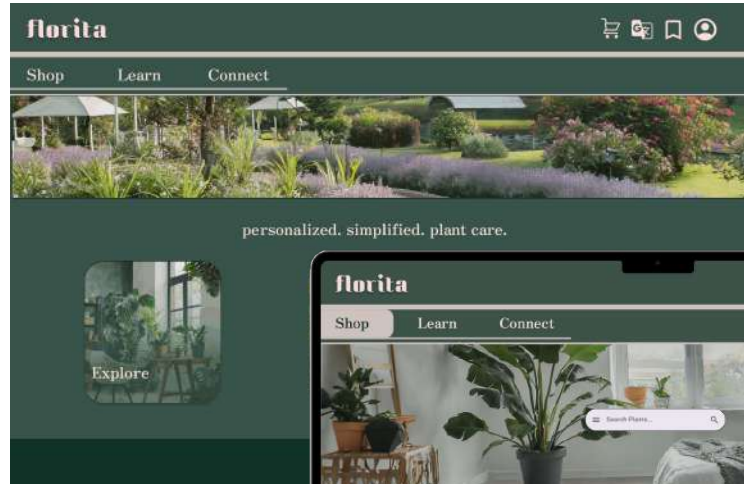 florita
Shop Learn Connect
personalized. simplified. plant care.
Explore
florita
Shop Learn Connect
Search Plants...